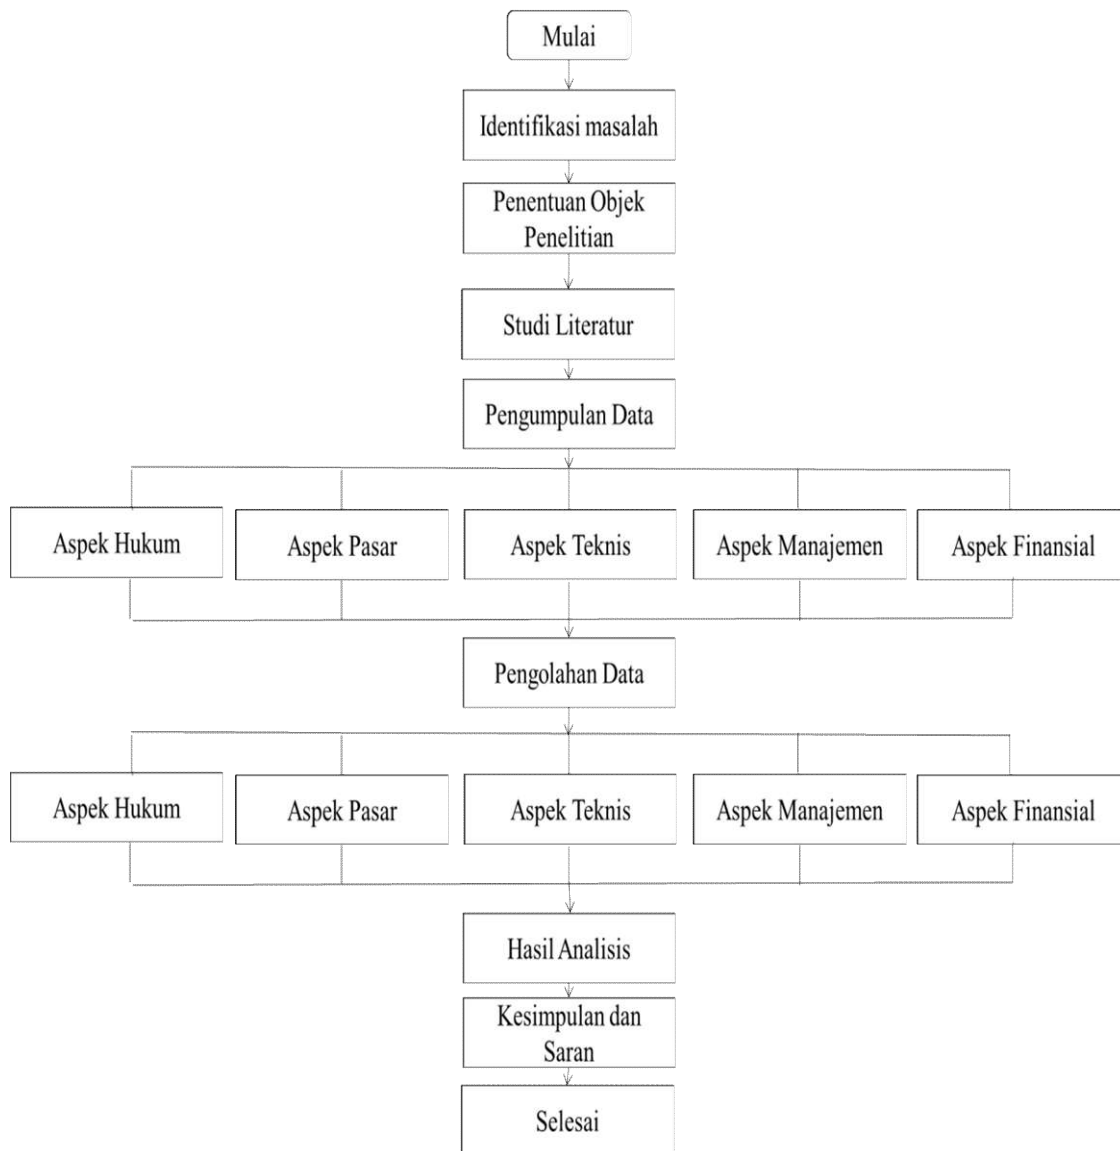 Mulai
Identifikasi masalah
Penentuan Objek
Penelitian
Studi Literatur
Pengumpulan Data
Aspek Hukum
Aspek Pasar
Aspek Teknis
Aspek Manajemen
Aspek Finansial
Pengolahan Data
Aspek Hukum
Aspek Pasar
Aspek Teknis
Aspek Manajemen
Aspek Finansial
Hasil Analisis
Kesimpulan dan
Saran
Selesai